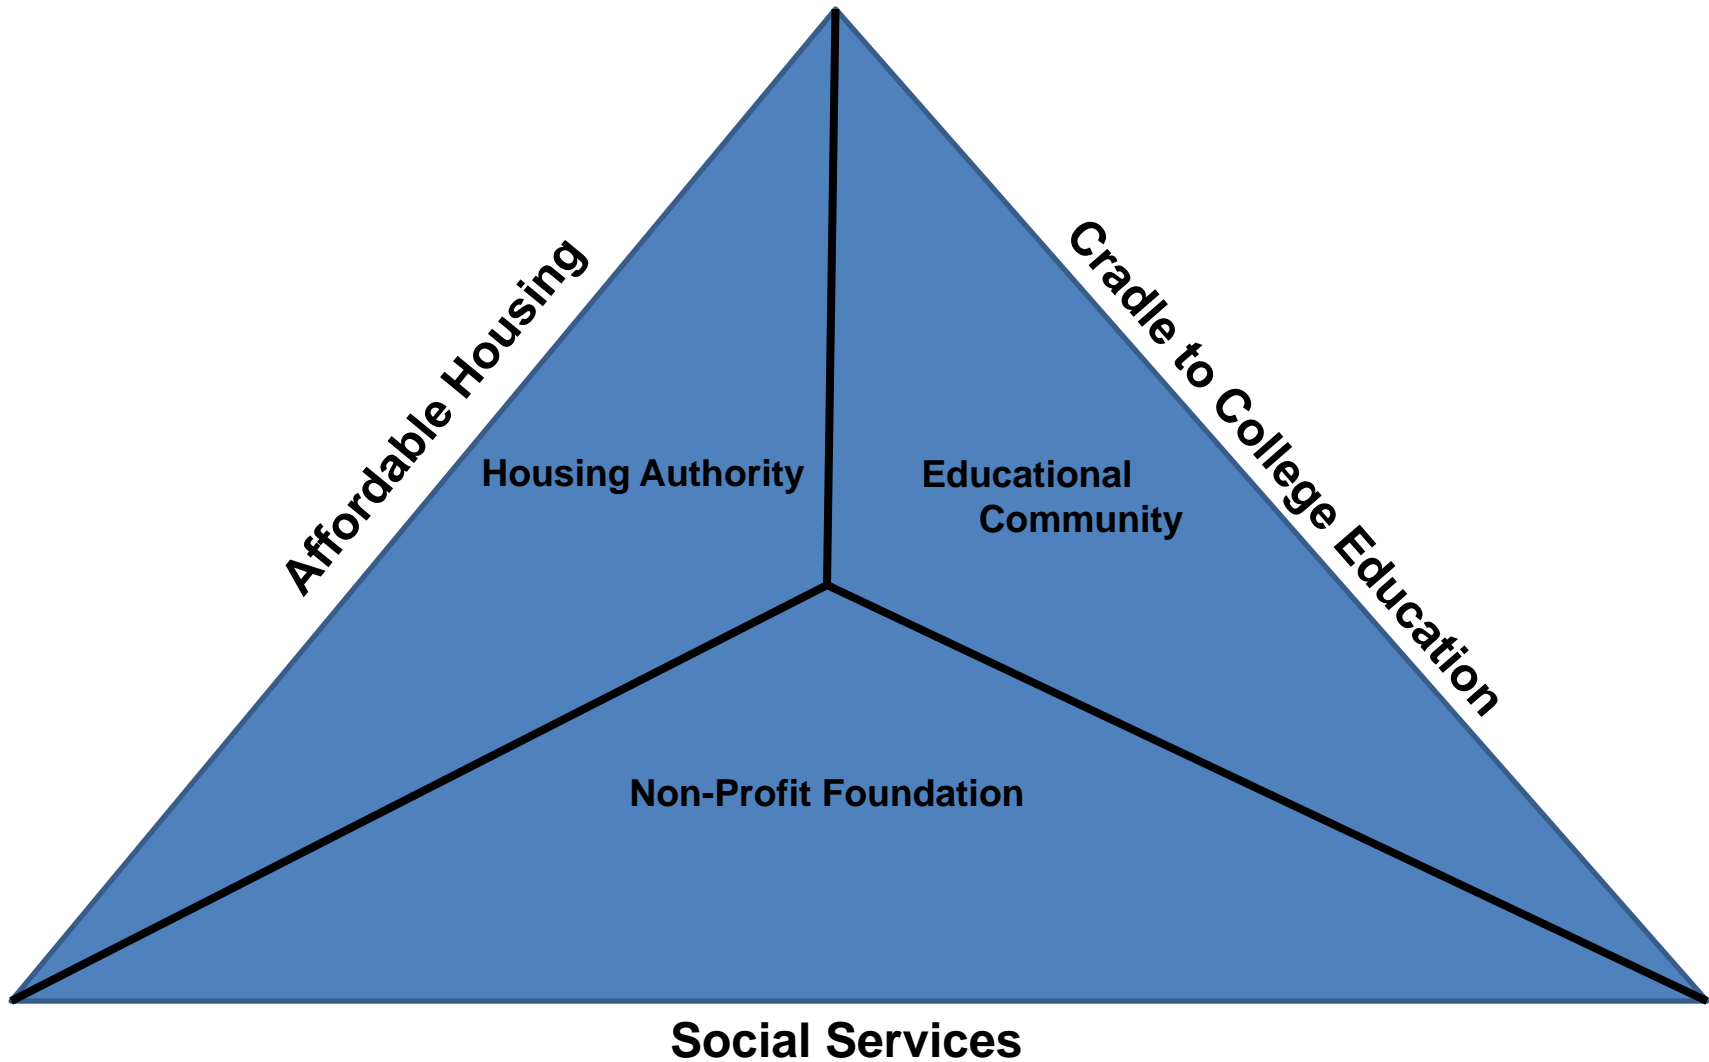 Affordable Housing
Cradle to College Education
Housing Authority
Educational
Community
Non-Profit Foundation
Social Services